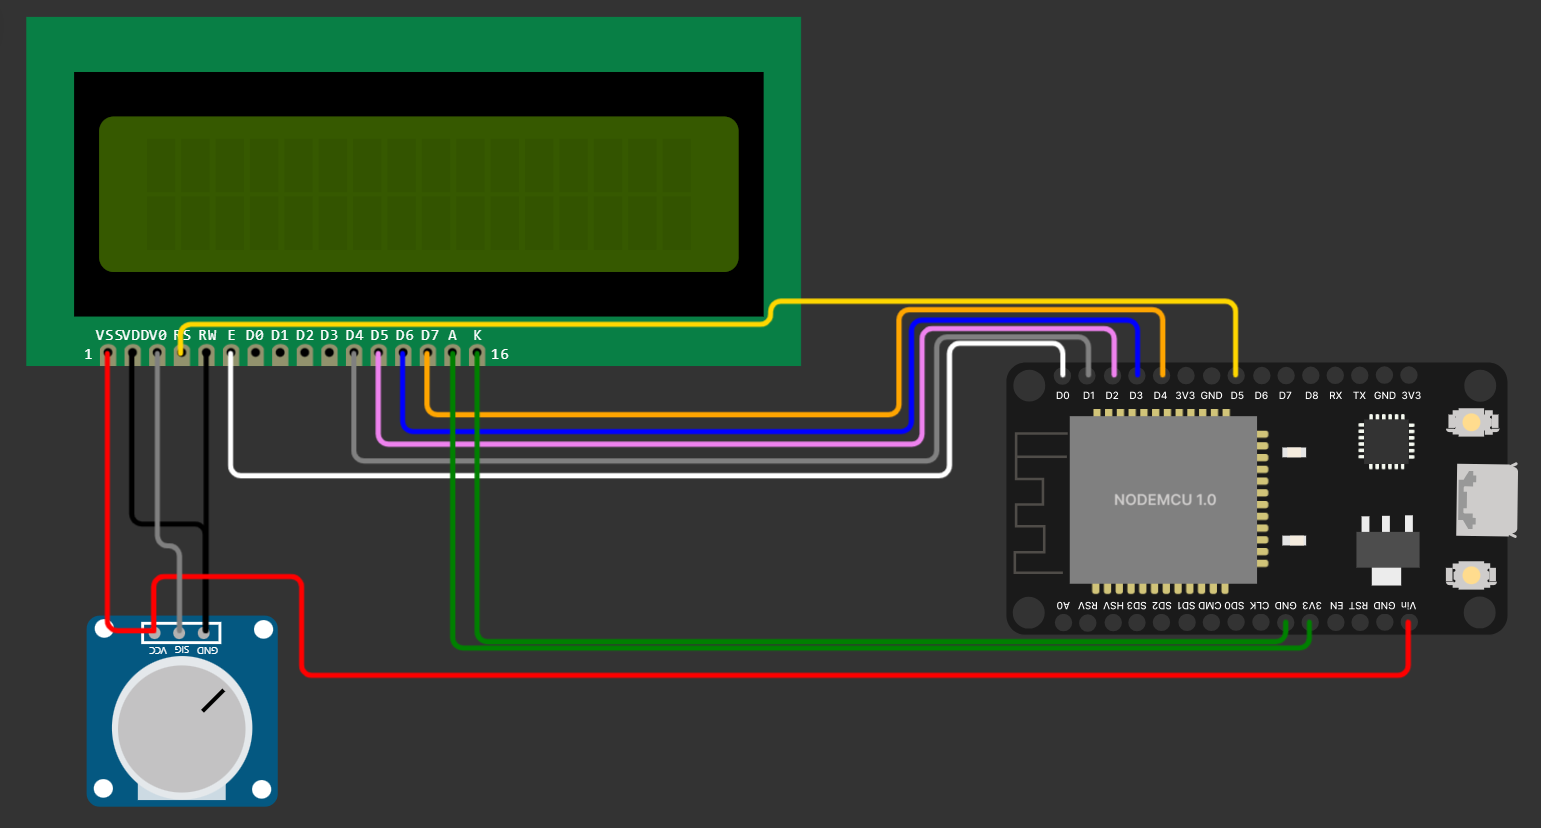 VSS VDD V0 RS RW E D0 D1 D2 D3 D4 D5 D6 D7 A K
1 16
D0 D1 D2 D3 D4 3V3 GND D5 D6 D7 D8 RX TX GND 3V3
NODEMCU 1.0
A0 RSV RSV SD3 SD2 SD1 CMD SD0 CLK GND 3V3 EN RST GND Vin
VCC SIG GND